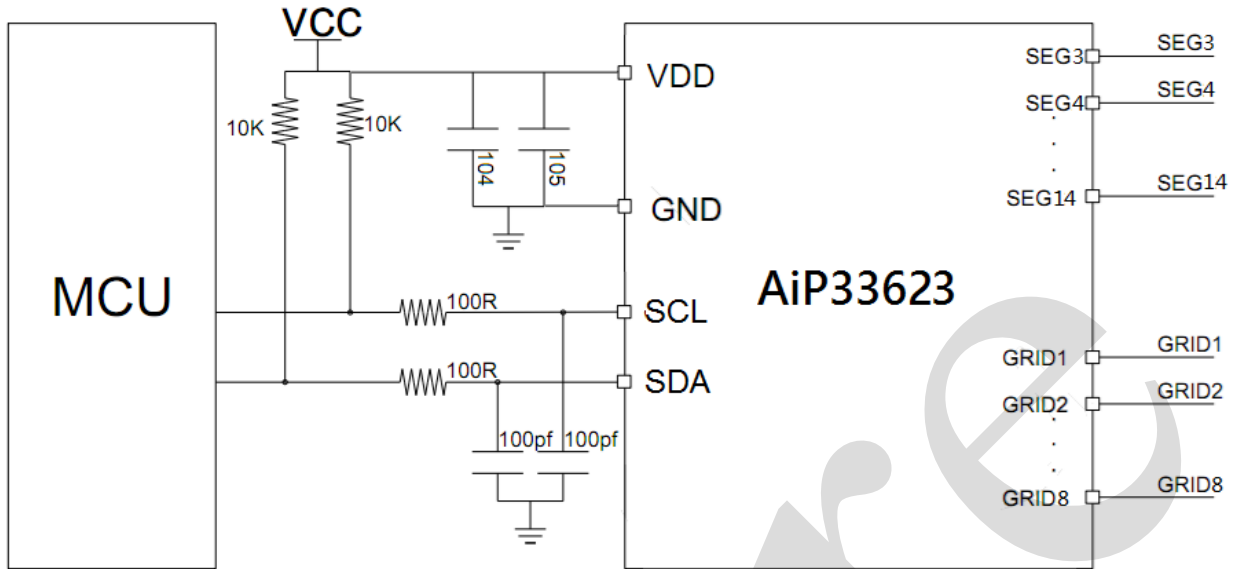 VCC
10K
10K
104
105
MCU
100R
100R
100pf
100pf
VDD
GND
SCL
SDA
AiP33623
SEG3
SEG3
SEG4
SEG4
SEG14
SEG14
GRID1
GRID1
GRID2
GRID2
GRID8
GRID8
re